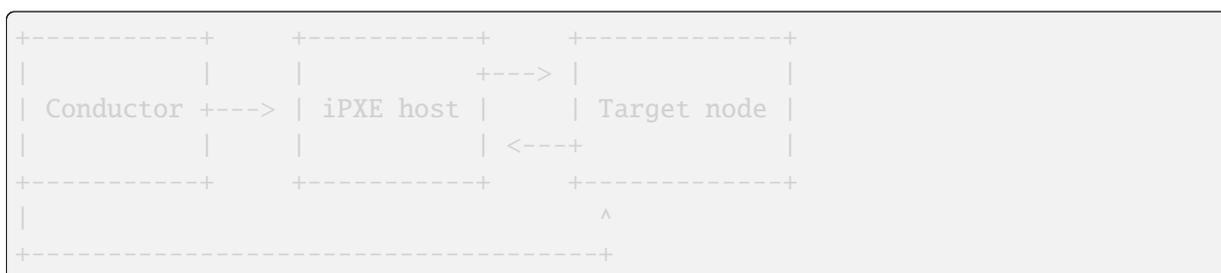 +-----------+      +------------+      +-------------+
|           |      |            +---> |             |
| Conductor +---> | iPXE host |      | Target node |
|           |      |            | <---+             |
+-----------+      +------------+      +-------------+
|                                       ^
+---------------------------------------+